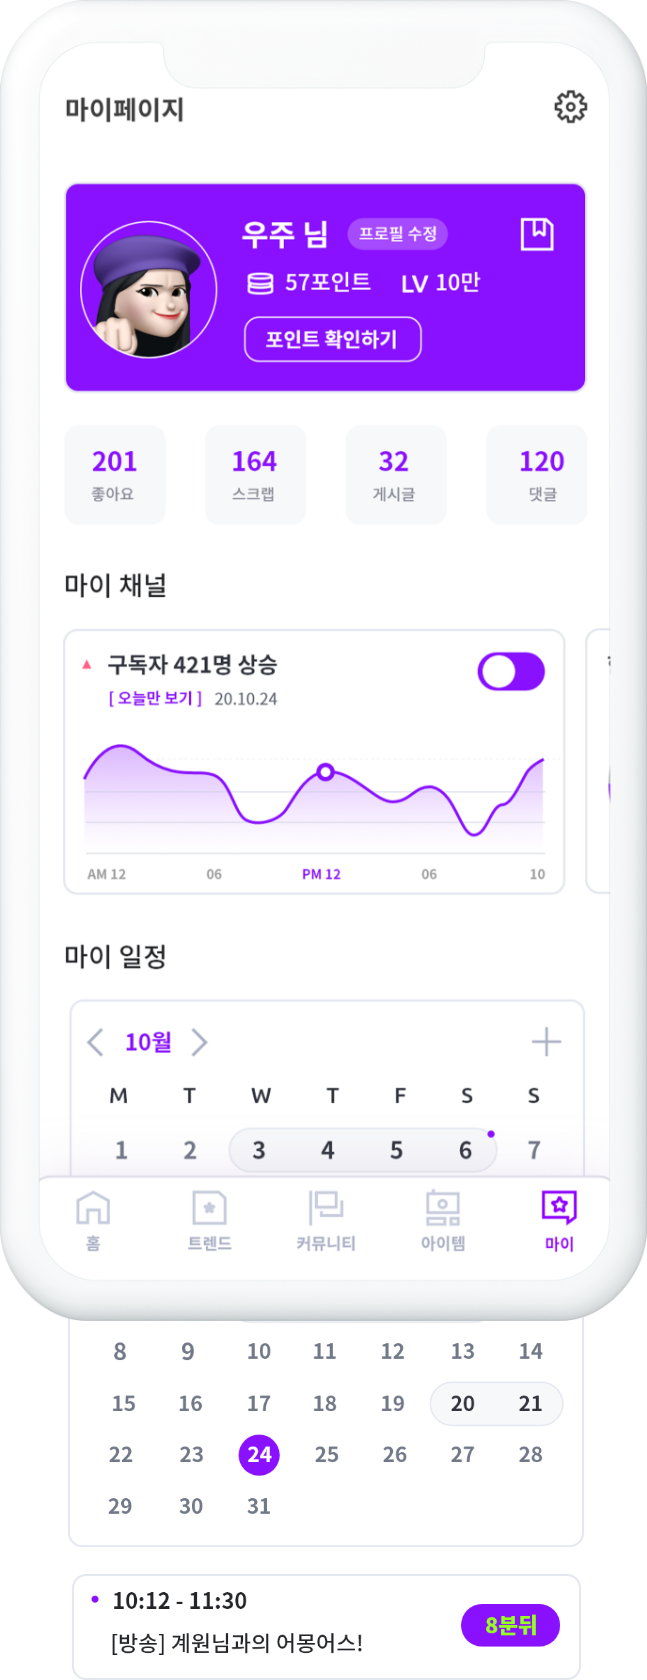 마이페이지
우주 님 프로필 수정
57포인트 LV 10만
포인트 확인하기
201 164 32 120
좋아요 스크랩 게시글 댓글
마이 채널
구독자 421명 상승
[ 오늘만 보기 ] 20.10.24
AM 12 06 PM 12 06 10
마이 일정
10월
M T W T F S S
1 2 3 4 5 6 7
홈 트렌드 커뮤니티 아이템 마이
8 9 10 11 12 13 14
15 16 17 18 19 20 21
22 23 24 25 26 27 28
29 30 31
10:12 - 11:30
[방송] 계원님과의 어몽어스!
8분뒤